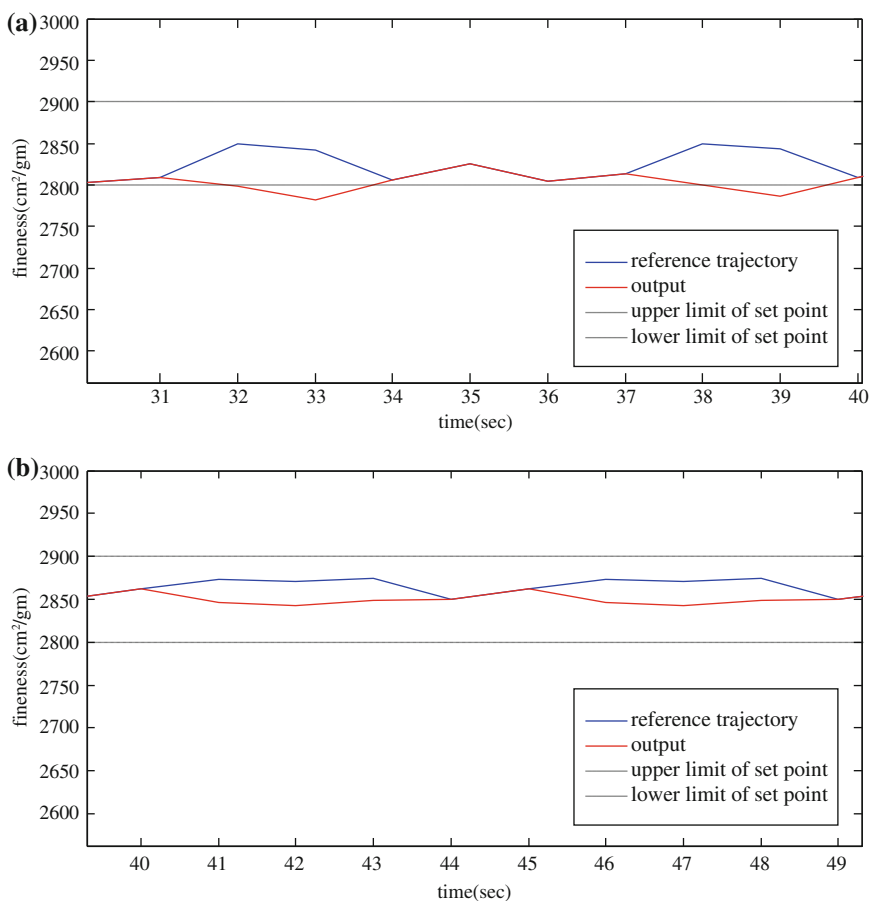 (a)
3000
2950
2900
2850
2800
2750
2700
2650
2600
fineness(cm²/gm)
reference trajectory
output
upper limit of set point
lower limit of set point
31 32 33 34 35 36 37 38 39 40
time(sec)
(b)
3000
2950
2900
2850
2800
2750
2700
2650
2600
fineness(cm²/gm)
reference trajectory
output
upper limit of set point
lower limit of set point
40 41 42 43 44 45 46 47 48 49
time(sec)